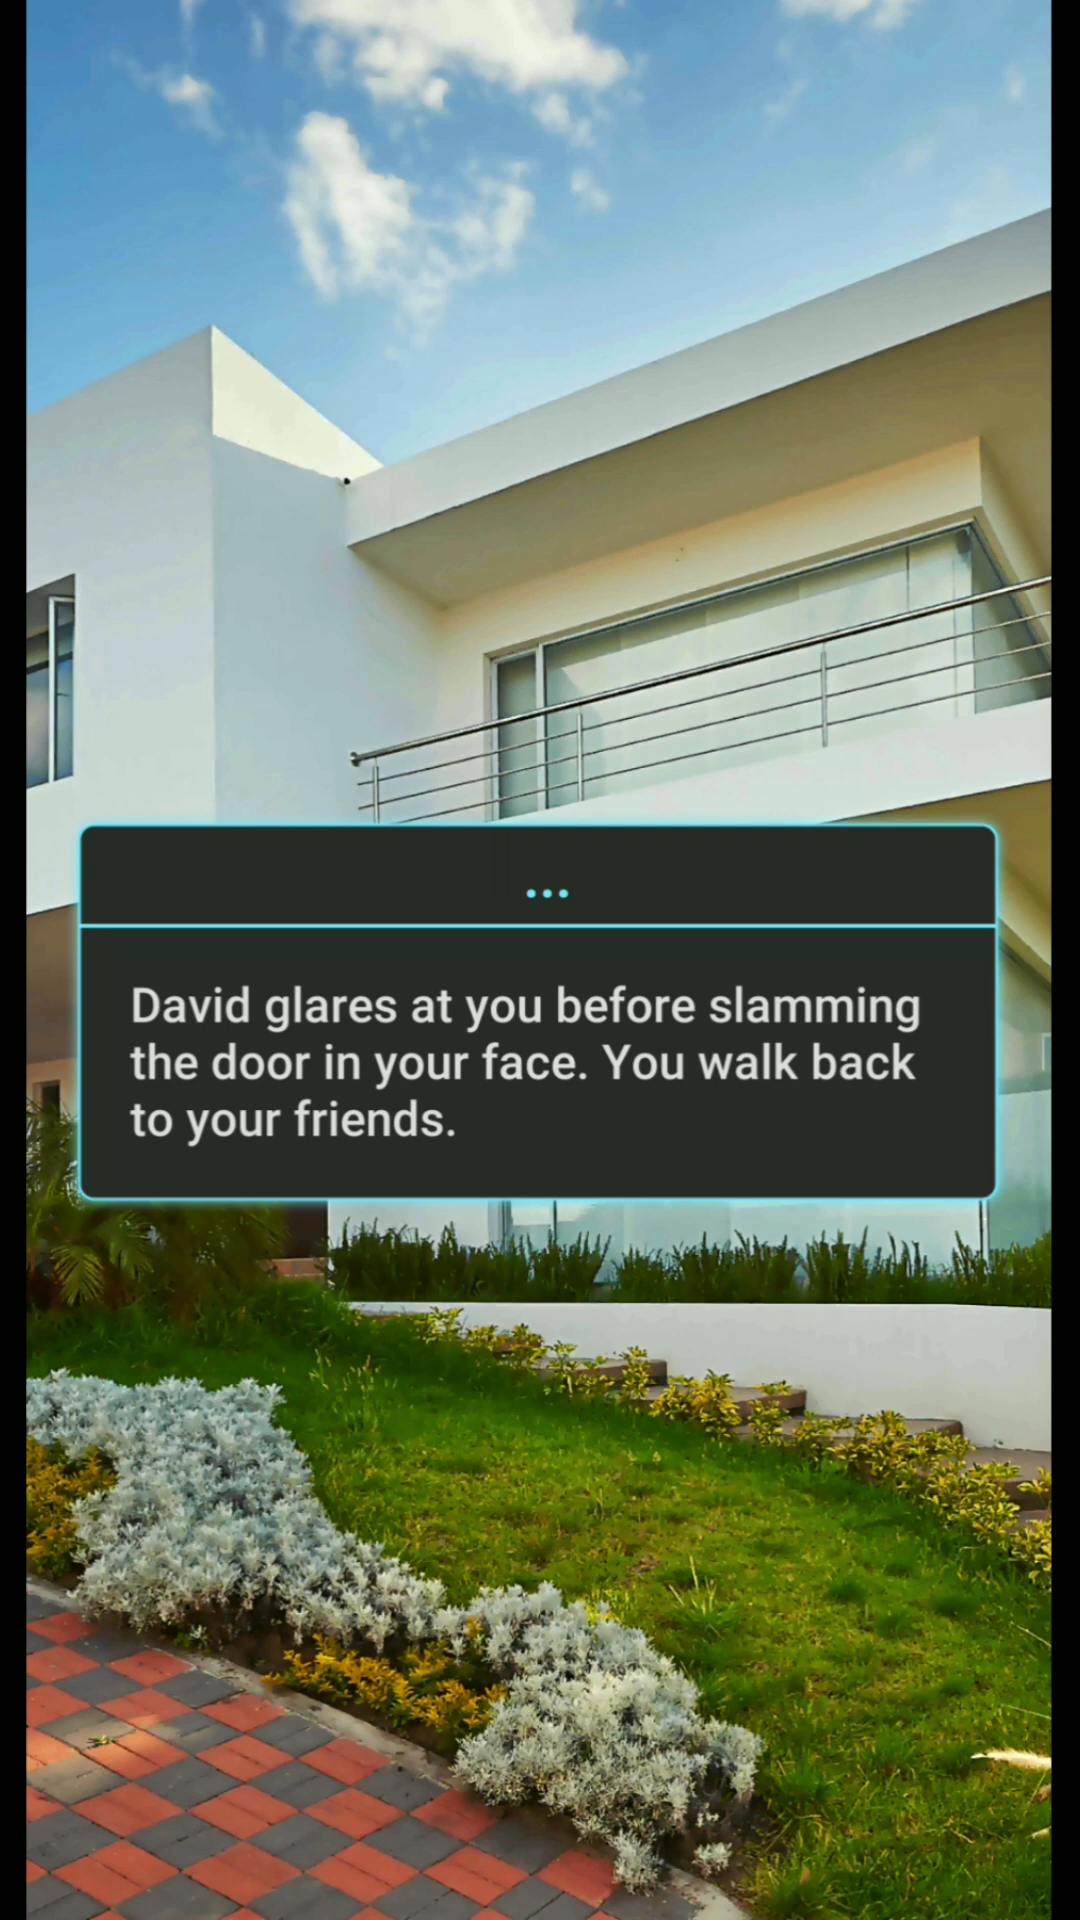 ...
David glares at you before slamming
the door in your face. You walk back
to your friends.